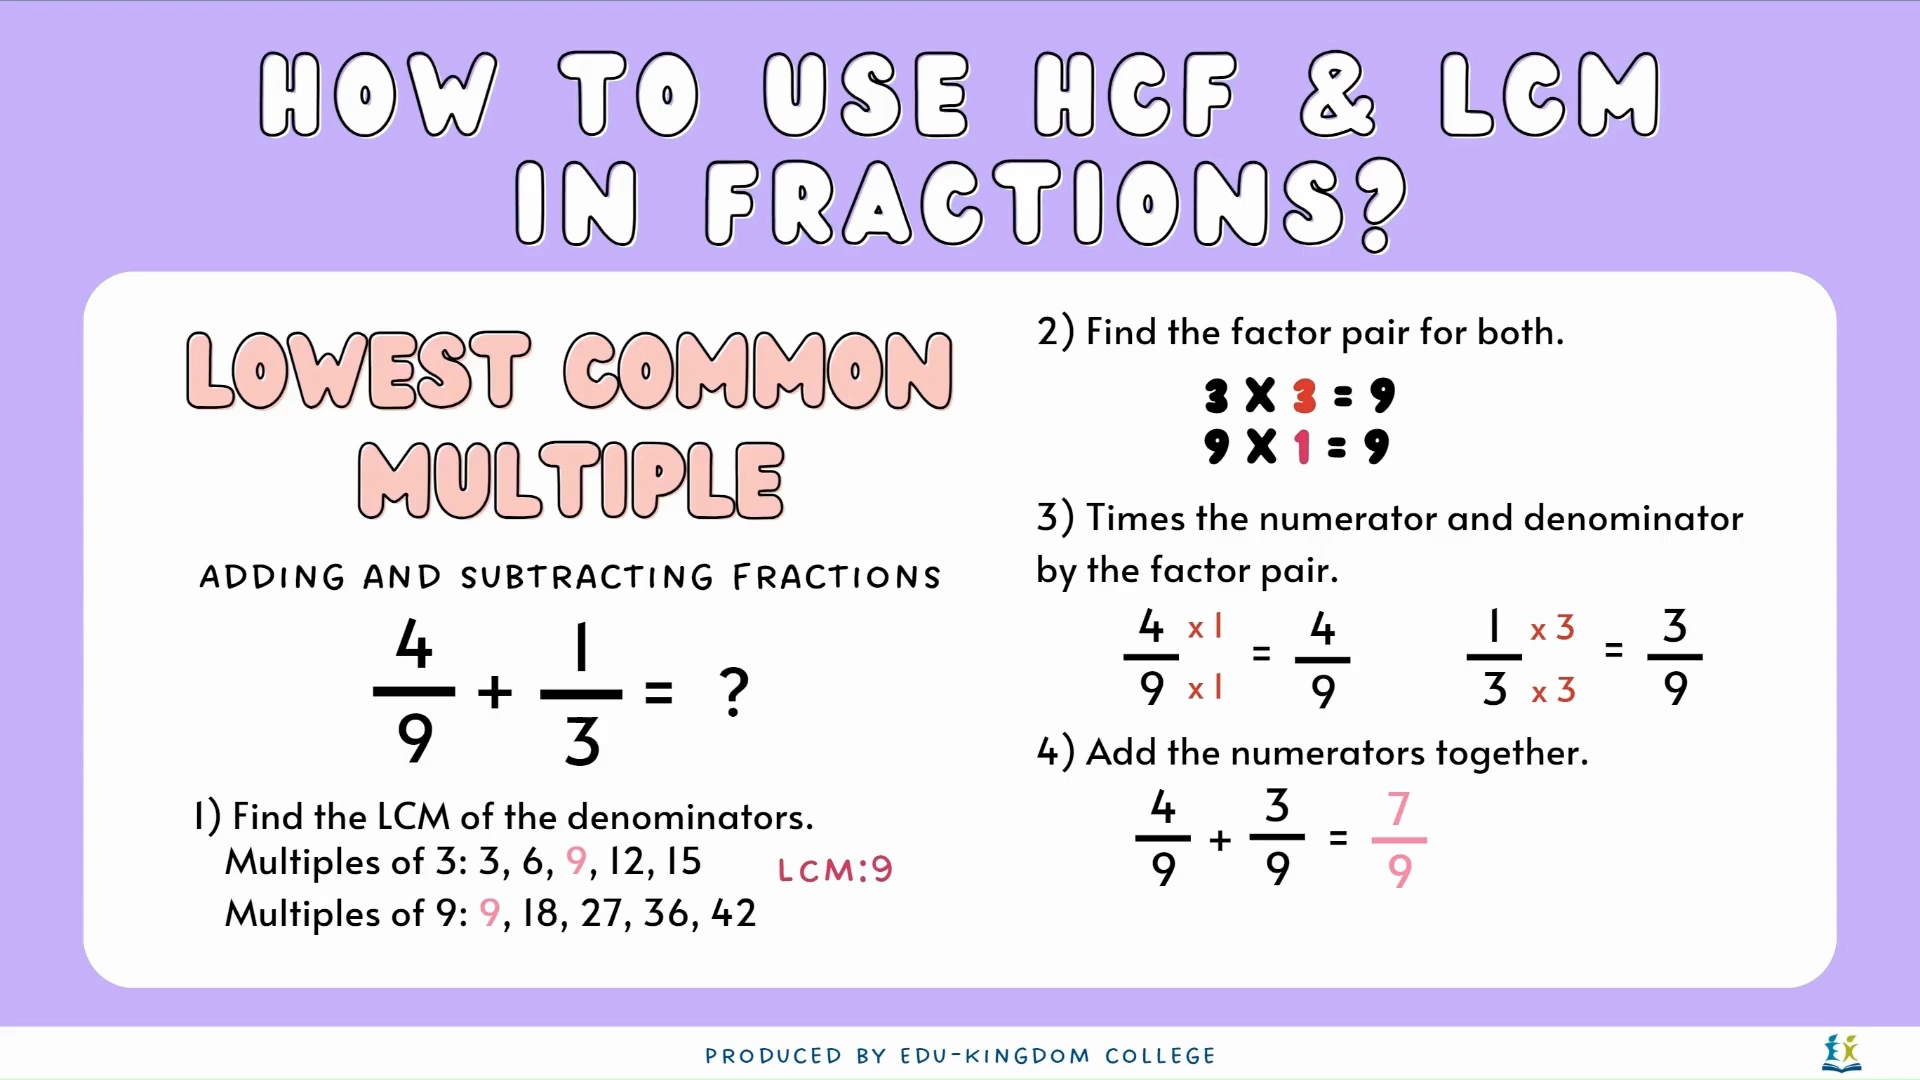 HOW TO USE HCF & LCM
IN FRACTIONS?
LOWEST COMMON
MULTIPLE
ADDING AND SUBTRACTING FRACTIONS
4/9 + 1/3 = ?
1) Find the LCM of the denominators.
Multiples of 3: 3, 6, 9, 12, 15
LCM:9
Multiples of 9: 9, 18, 27, 36, 42
2) Find the factor pair for both.
3 X 3 = 9
9 X 1 = 9
3) Times the numerator and denominator
by the factor pair.
4 x 1 / 9 x 1 = 4/9
1 x 3 / 3 x 3 = 3/9
4) Add the numerators together.
4/9 + 3/9 = 7/9
PRODUCED BY EDU-KINGDOM COLLEGE